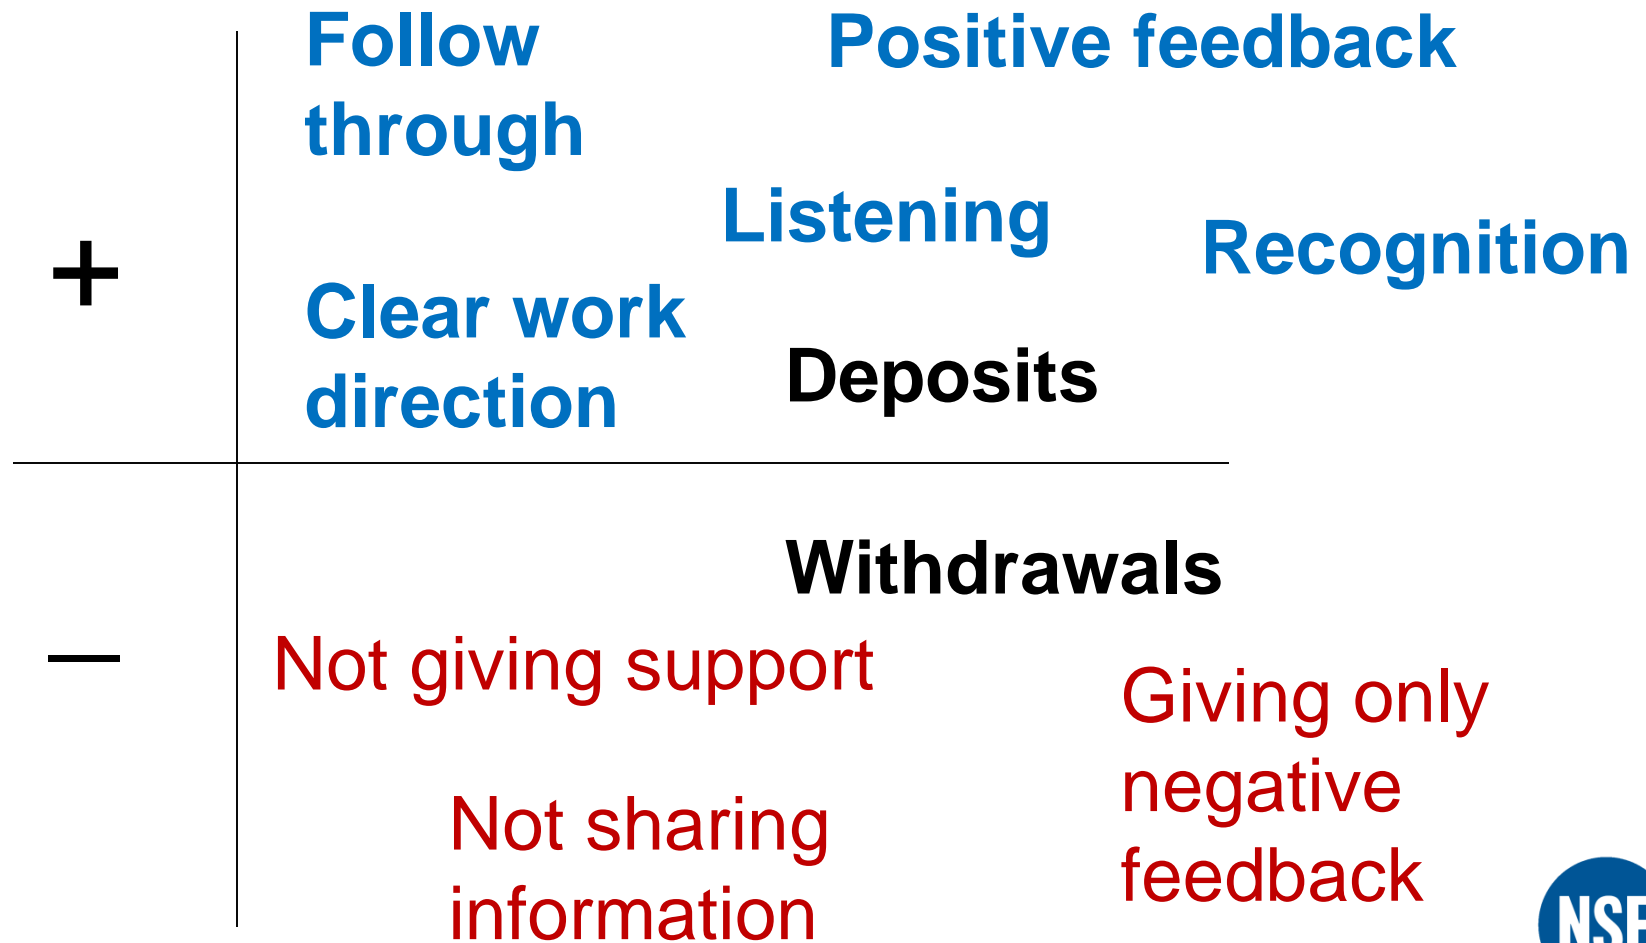 Follow
through
Positive feedback
Listening
Recognition
+
Clear work
direction
Deposits
Withdrawals
—
Not giving support
Giving only
negative
feedback
Not sharing
information